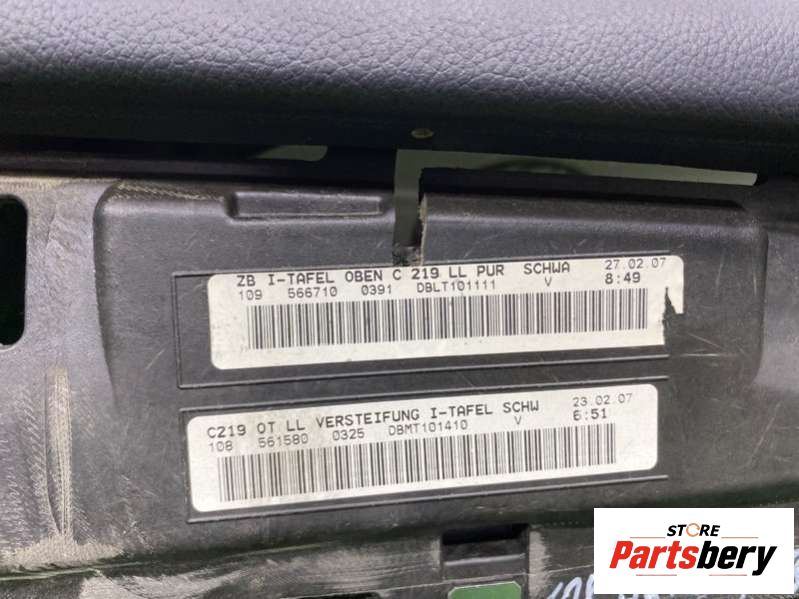 ZB I-TAFEL OBEN C 219 LL PUR SCHWA 27.02.07
109 566710 0391 DBLT101111 V 8:49
C219 OT LL VERSTEIFUNG I-TAFEL SCHW 23.02.07
108 561580 0325 DBMT101410 V 6:51
STORE
Partsbery